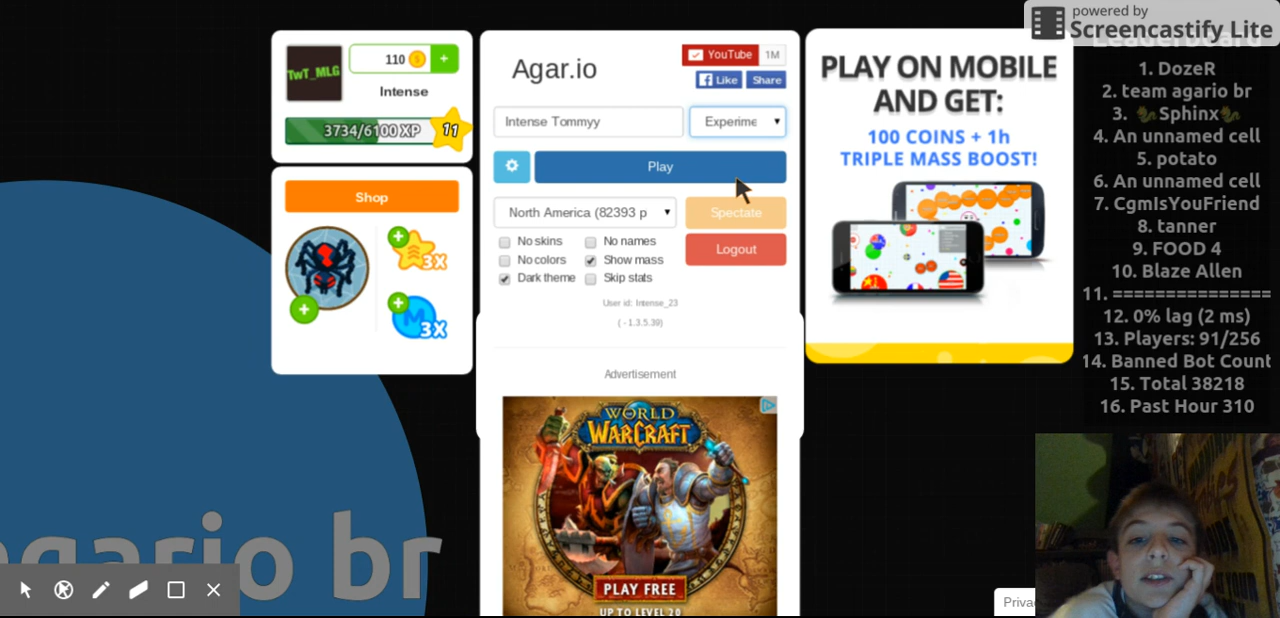 powered by
Screencastify Lite
Leaderboard
TwT_MLG
110
+
Intense
3734/6100 XP
11
Shop
3X
M
3X
Agar.io
YouTube 1M
Like Share
Intense Tommyy
Experime
Play
North America (82393 p
Spectate
Logout
No skins No names
No colors Show mass
Dark theme Skip stats
User id: Intense_23
( - 1.3.5.39)
Advertisement
WORLD
OF
WARCRAFT
PLAY FREE
UP TO LEVEL 20
PLAY ON MOBILE
AND GET:
100 COINS + 1h
TRIPLE MASS BOOST!
1. DozeR
2. team agario br
3. 🐉Sphinx🐉
4. An unnamed cell
5. potato
6. An unnamed cell
7. CgmIsYouFriend
8. tanner
9. FOOD 4
10. Blaze Allen
11. ===============
12. 0% lag (2 ms)
13. Players: 91/256
14. Banned Bot Count
15. Total 38218
16. Past Hour 310
agario br
Priva